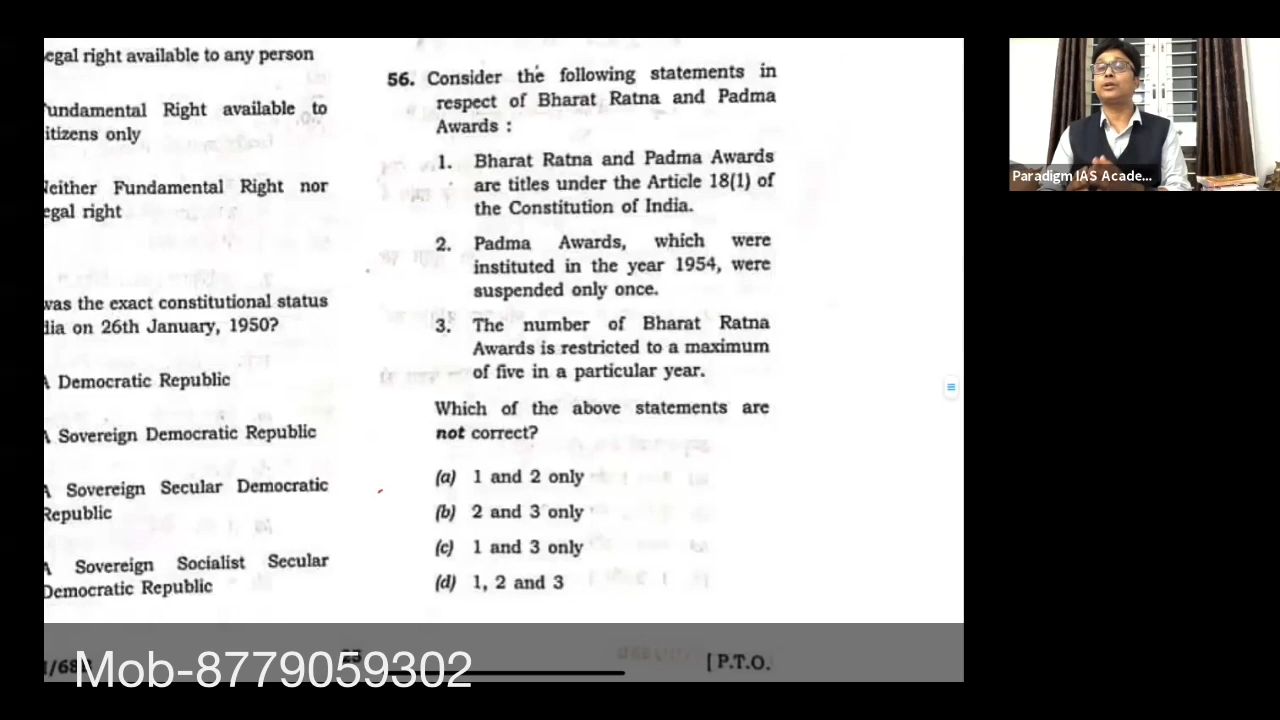 egal right available to any person
undamental Right available to
itizens only
Neither Fundamental Right nor
egal right
was the exact constitutional status
dia on 26th January, 1950?
A Democratic Republic
A Sovereign Democratic Republic
A Sovereign Secular Democratic
Republic
A Sovereign Socialist Secular
Democratic Republic
56. Consider the following statements in
respect of Bharat Ratna and Padma
Awards :
1. Bharat Ratna and Padma Awards
are titles under the Article 18(1) of
the Constitution of India.
2. Padma Awards, which were
instituted in the year 1954, were
suspended only once.
3. The number of Bharat Ratna
Awards is restricted to a maximum
of five in a particular year.
Which of the above statements are
not correct?
(a) 1 and 2 only
(b) 2 and 3 only
(c) 1 and 3 only
(d) 1, 2 and 3
[ P.T.O.
Mob-8779059302
Paradigm IAS Acade...